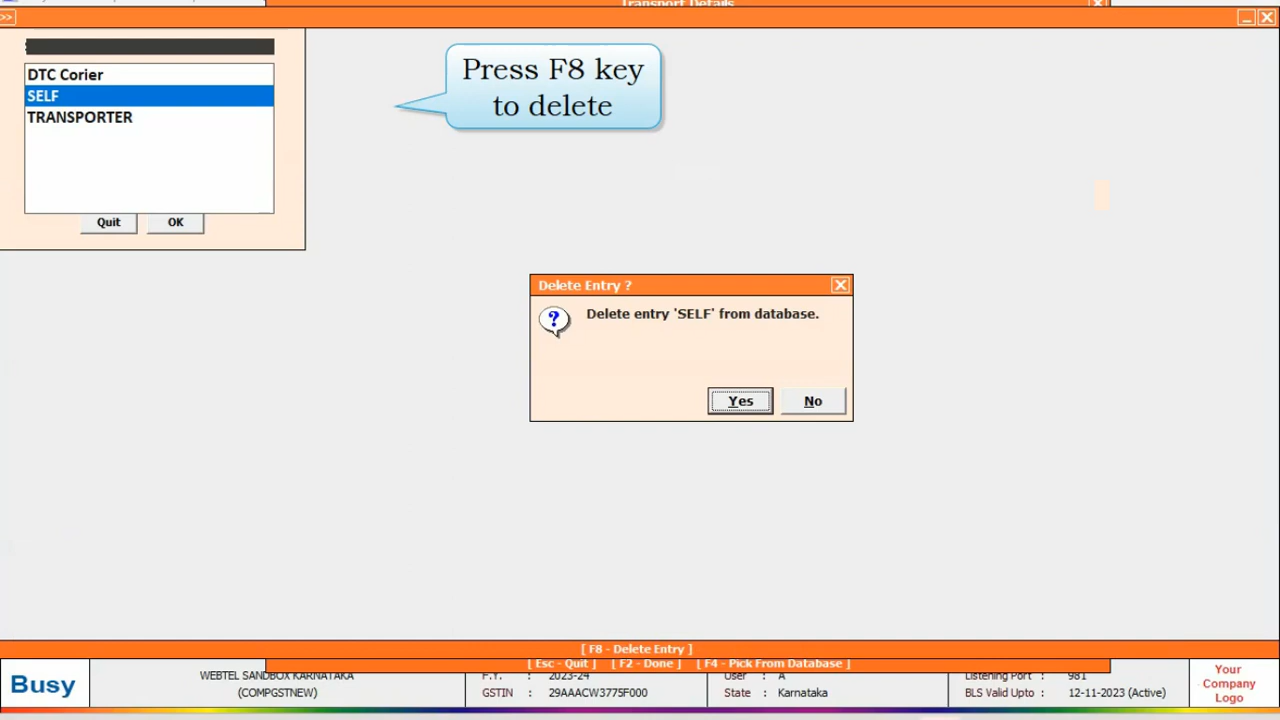 Transport Details
>>
DTC Corier
SELF
TRANSPORTER
Quit OK
Press F8 key
to delete
Delete Entry ?
Delete entry 'SELF' from database.
Yes No
[ F8 - Delete Entry ]
[ Esc - Quit ] [ F2 - Done ] [ F4 - Pick From Database ]
Busy
WEBTEL SANDBOX KARNATAKA
(COMPGSTNEW)
F.Y. : 2023-24
GSTIN : 29AAACW3775F000
User : A
State : Karnataka
Listening Port : 981
BLS Valid Upto : 12-11-2023 (Active)
Your
Company
Logo